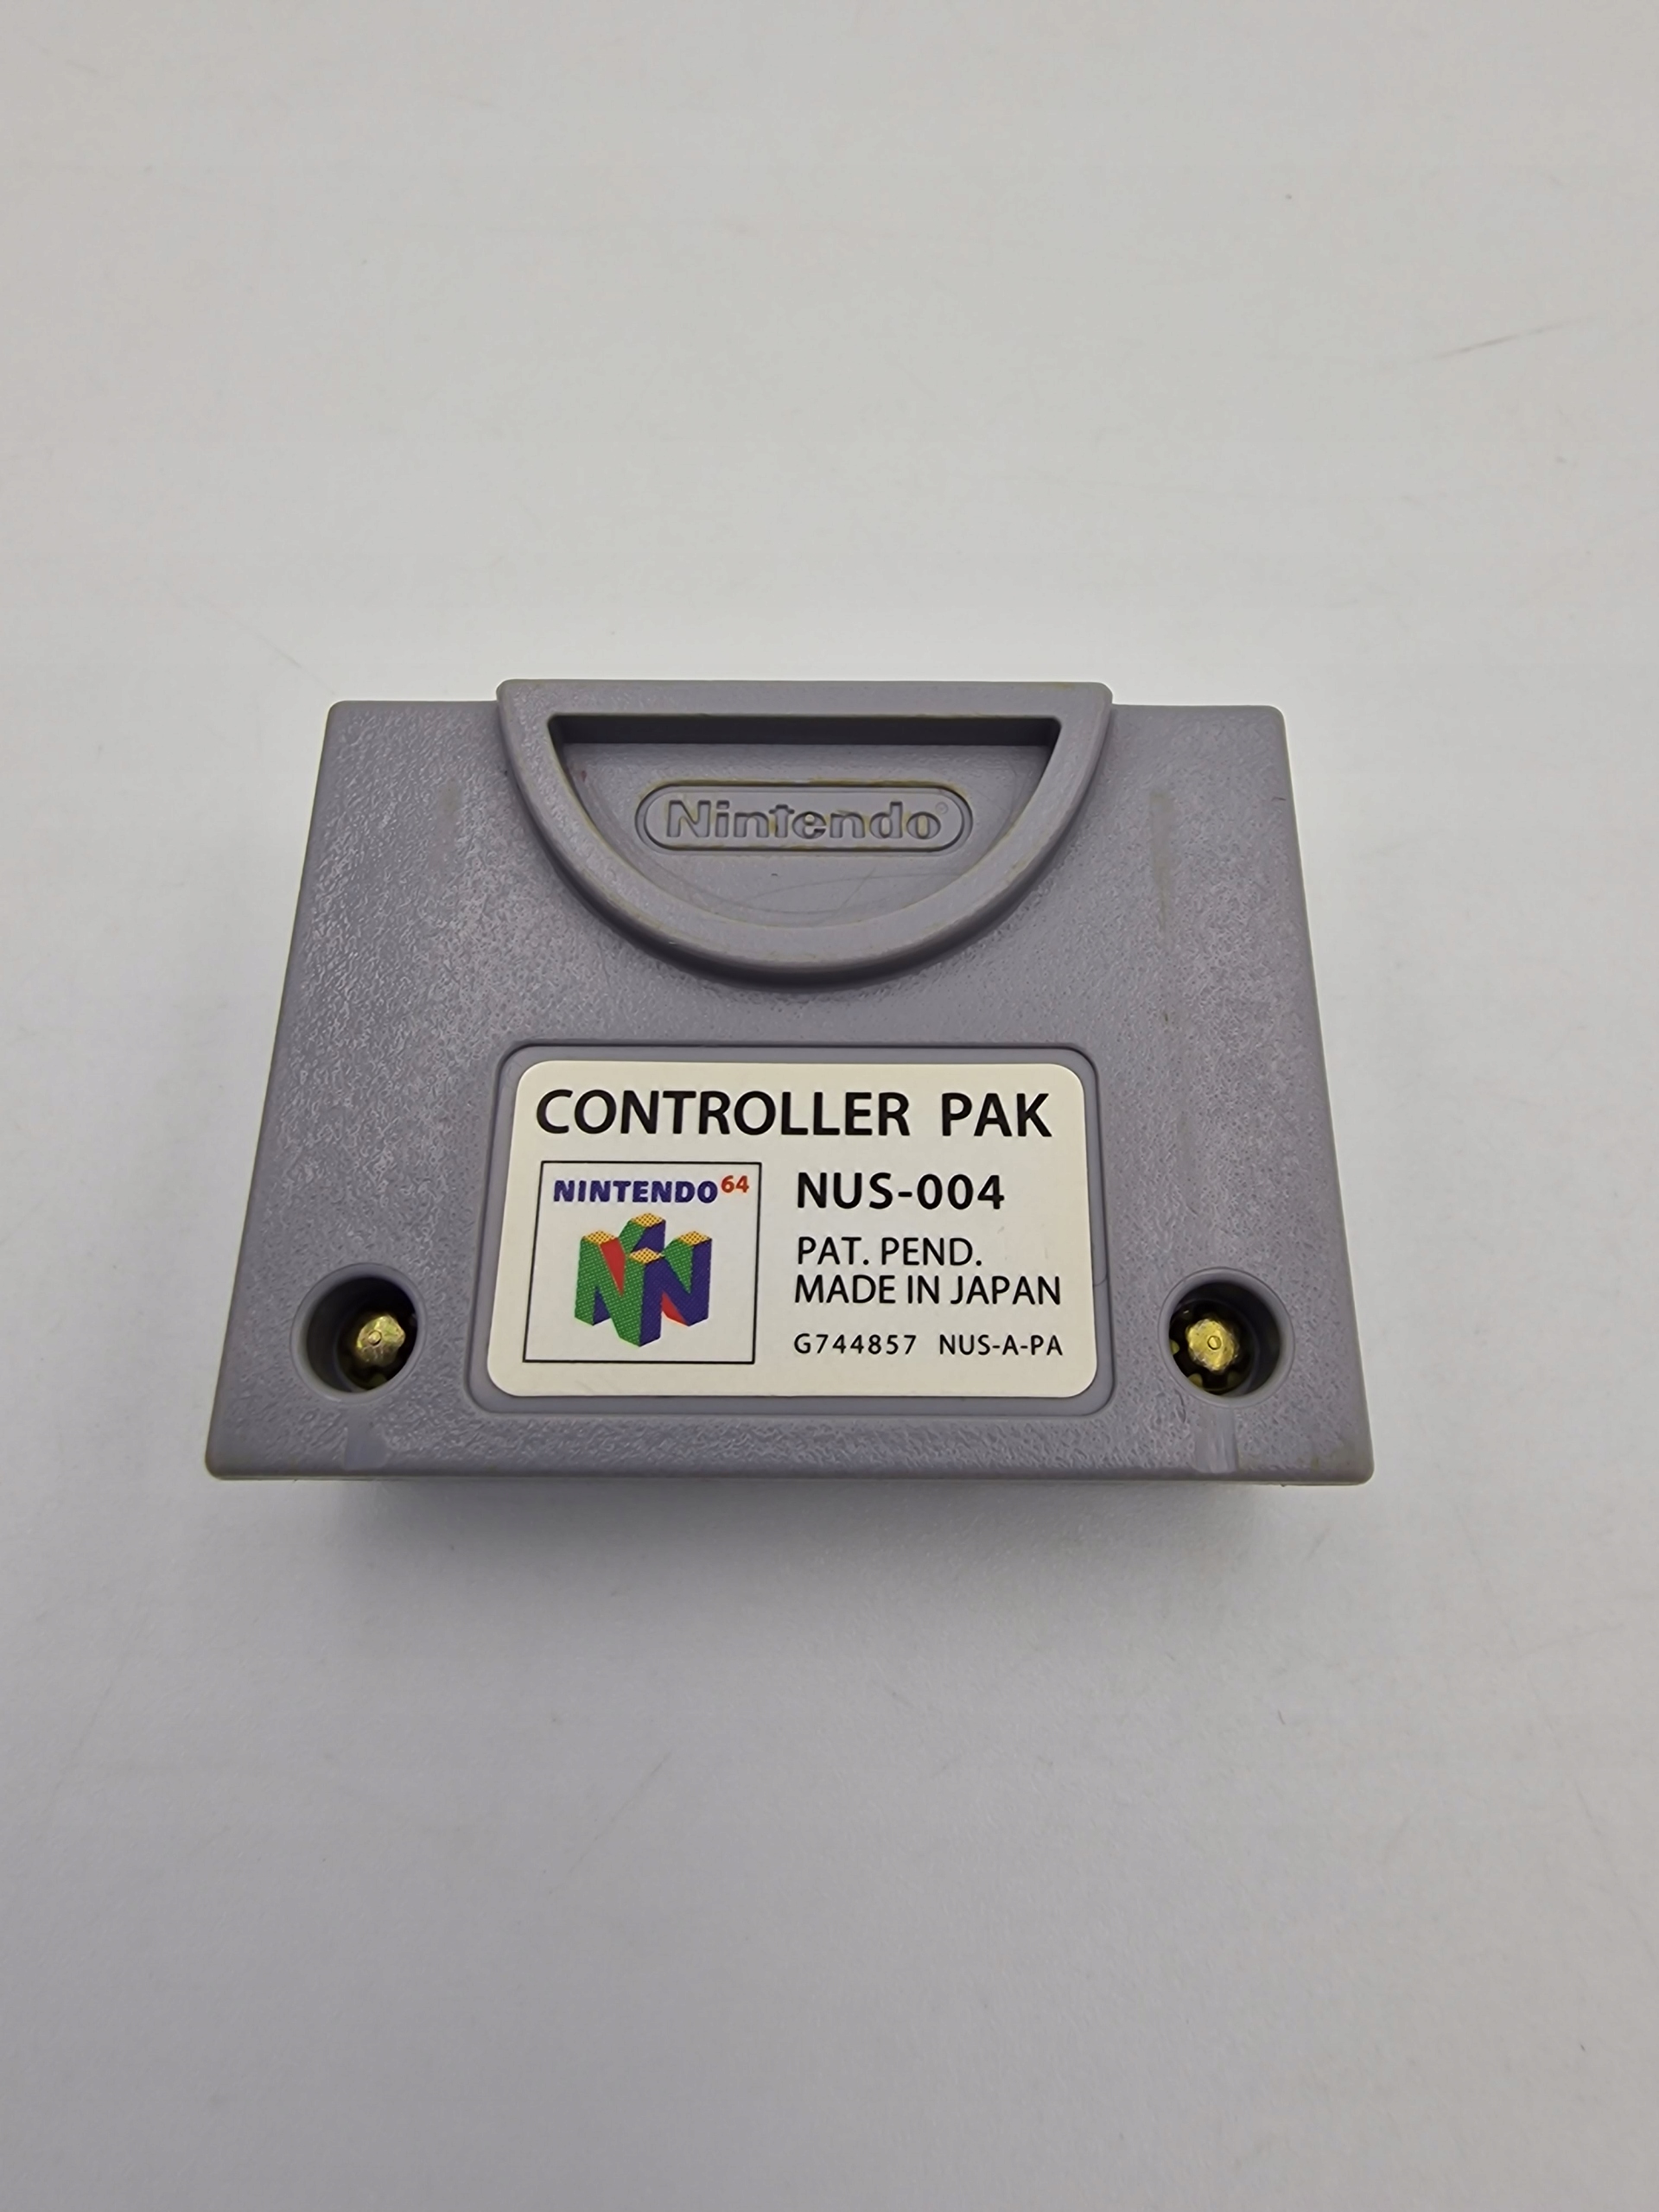 Nintendo®
CONTROLLER PAK
NINTENDO64
NUS-004
PAT. PEND.
MADE IN JAPAN
G744857 NUS-A-PA